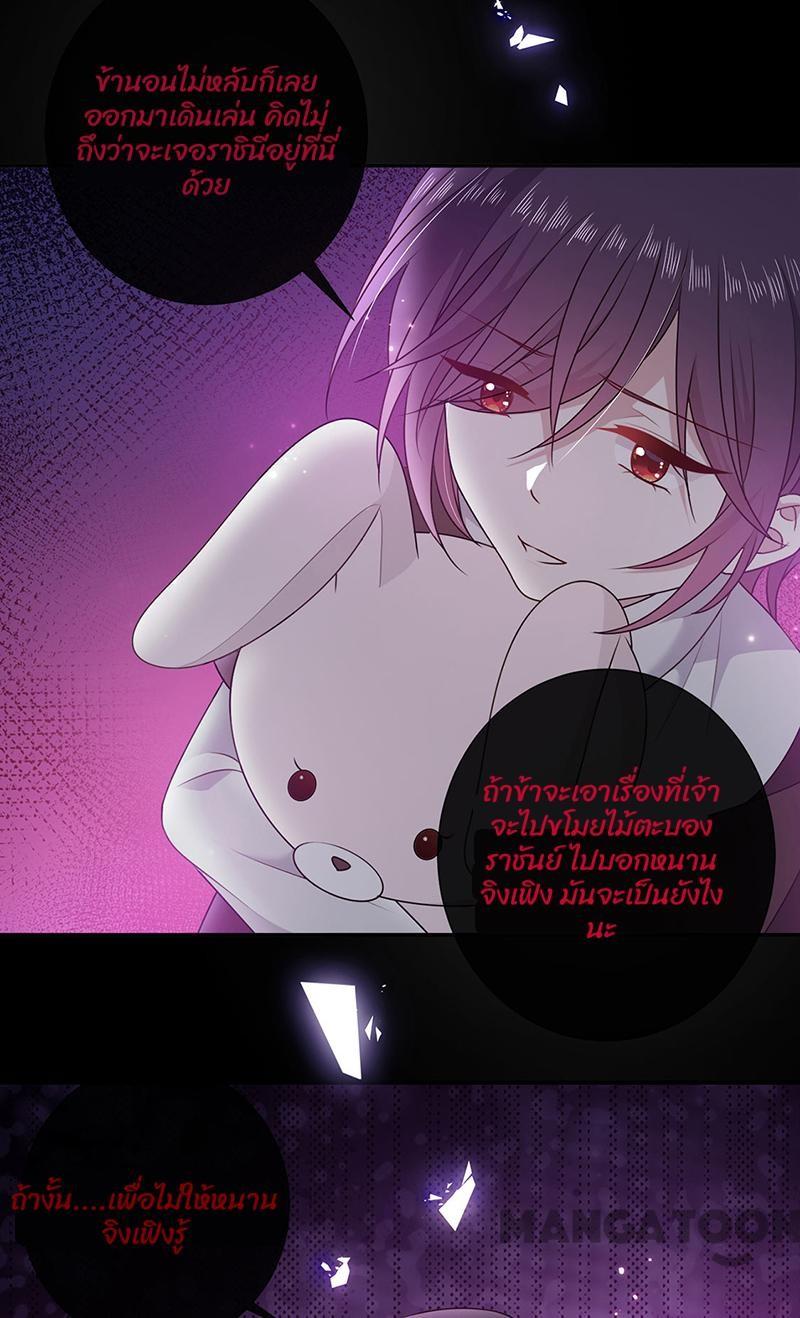 ข้านอนไม่หลับก็เลย
ออกมาเดินเล่น คิดไม่
ถึงว่าจะเจอราชินีอยู่ที่นี่
ด้วย
ถ้าข้าจะเอาเรื่องที่เจ้า
จะไปขโมยไม้ตะบอง
ราชันย์ ไปบอกหนาน
จิงเฟิง มันจะเป็นยังไง
นะ
ถ้างั้น....เพื่อไม่ให้หนาน
จิงเฟิงรู้
MANGATOON